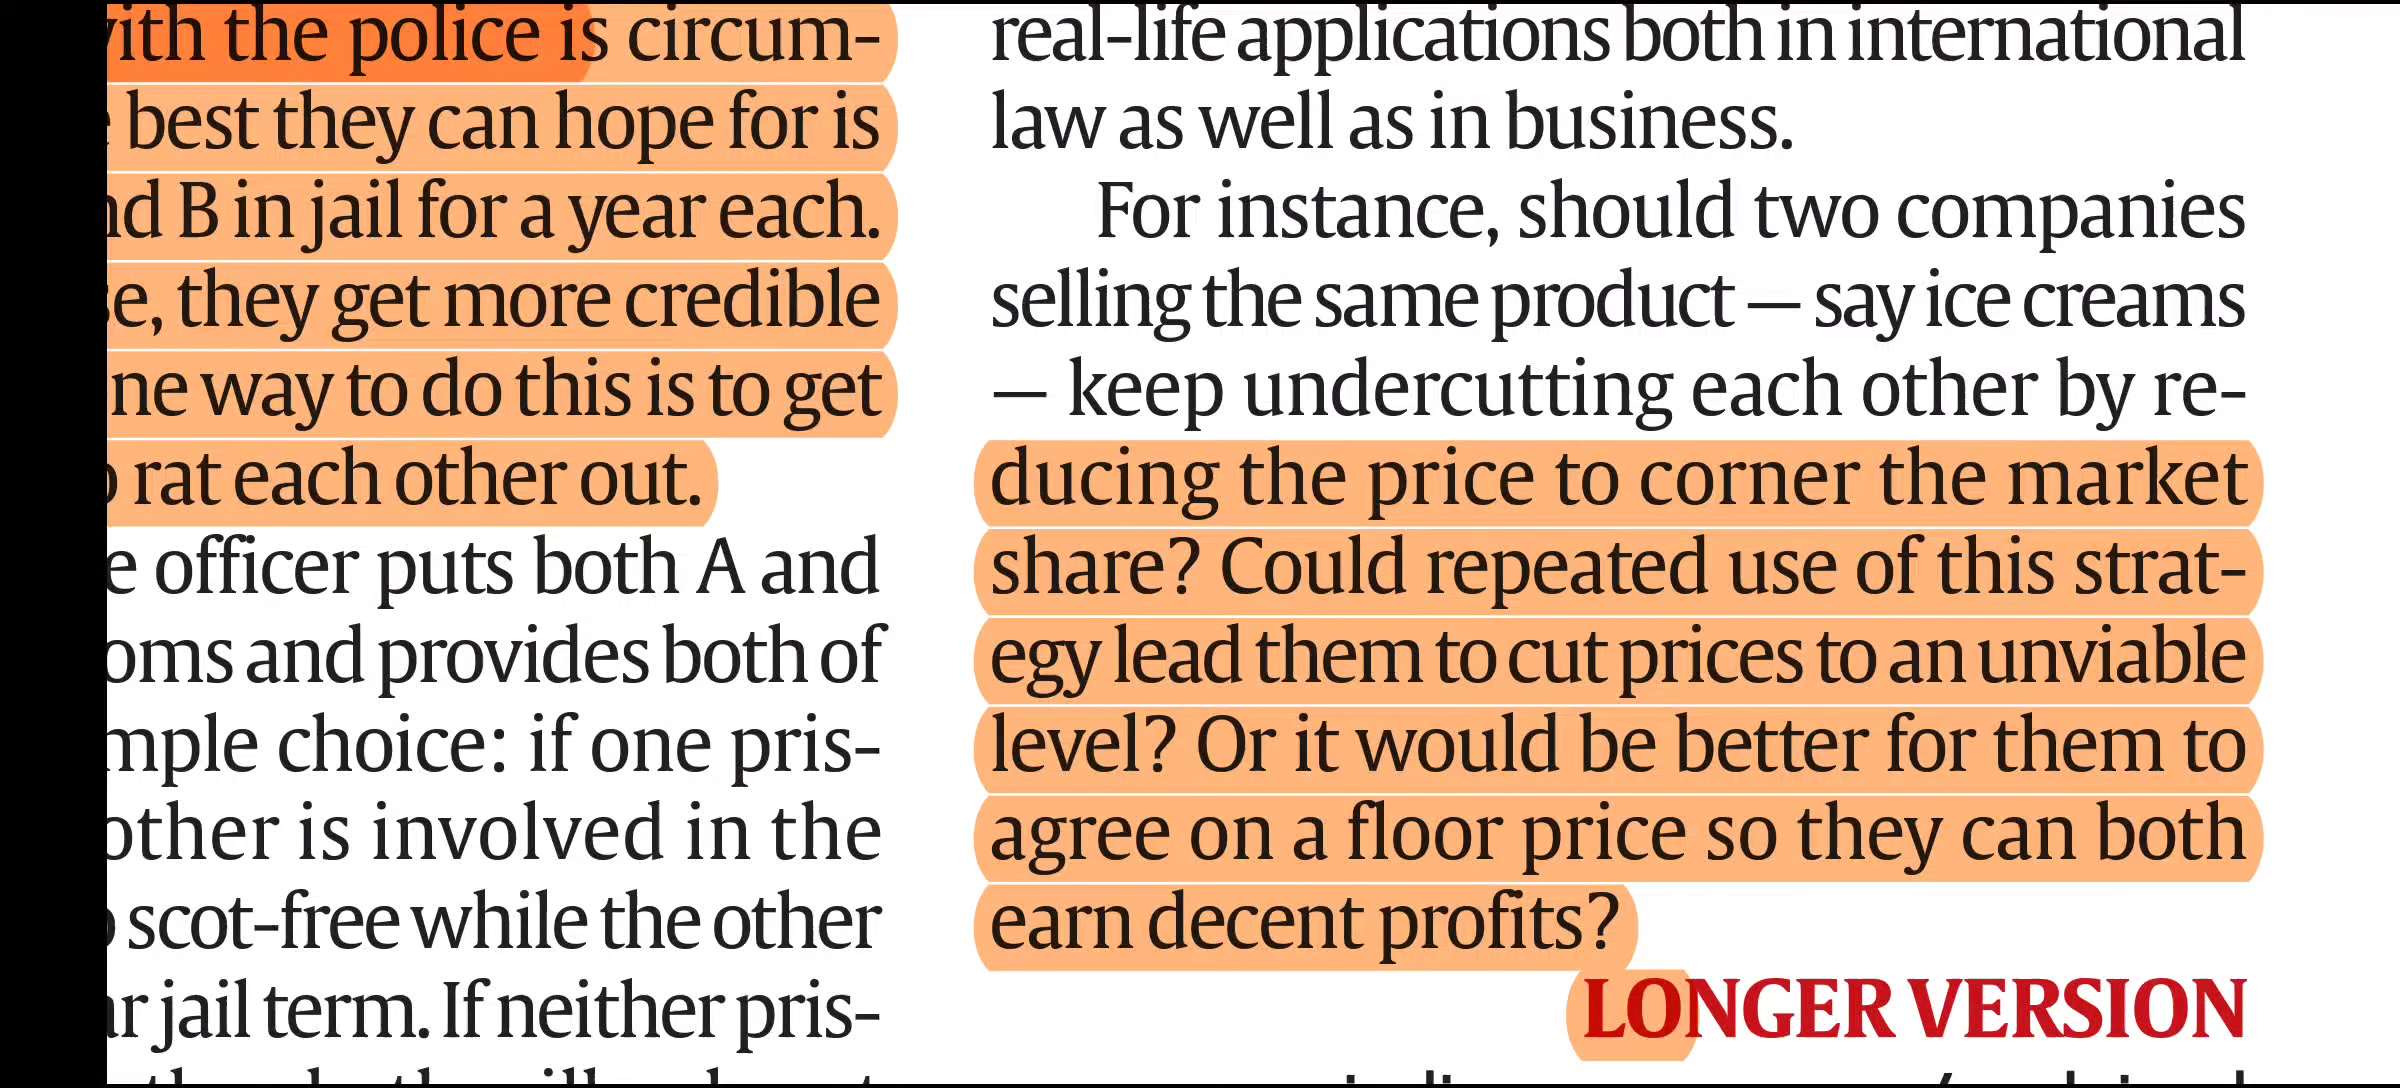 with the police is circum-
best they can hope for is
nd B in jail for a year each.
se, they get more credible
ne way to do this is to get
rat each other out.
e officer puts both A and
oms and provides both of
mple choice: if one pris-
other is involved in the
scot-free while the other
ar jail term. If neither pris-
real-life applications both in international
law as well as in business.
For instance, should two companies
selling the same product — say ice creams
— keep undercutting each other by re-
ducing the price to corner the market
share? Could repeated use of this strat-
egy lead them to cut prices to an unviable
level? Or it would be better for them to
agree on a floor price so they can both
earn decent profits?
LONGER VERSION